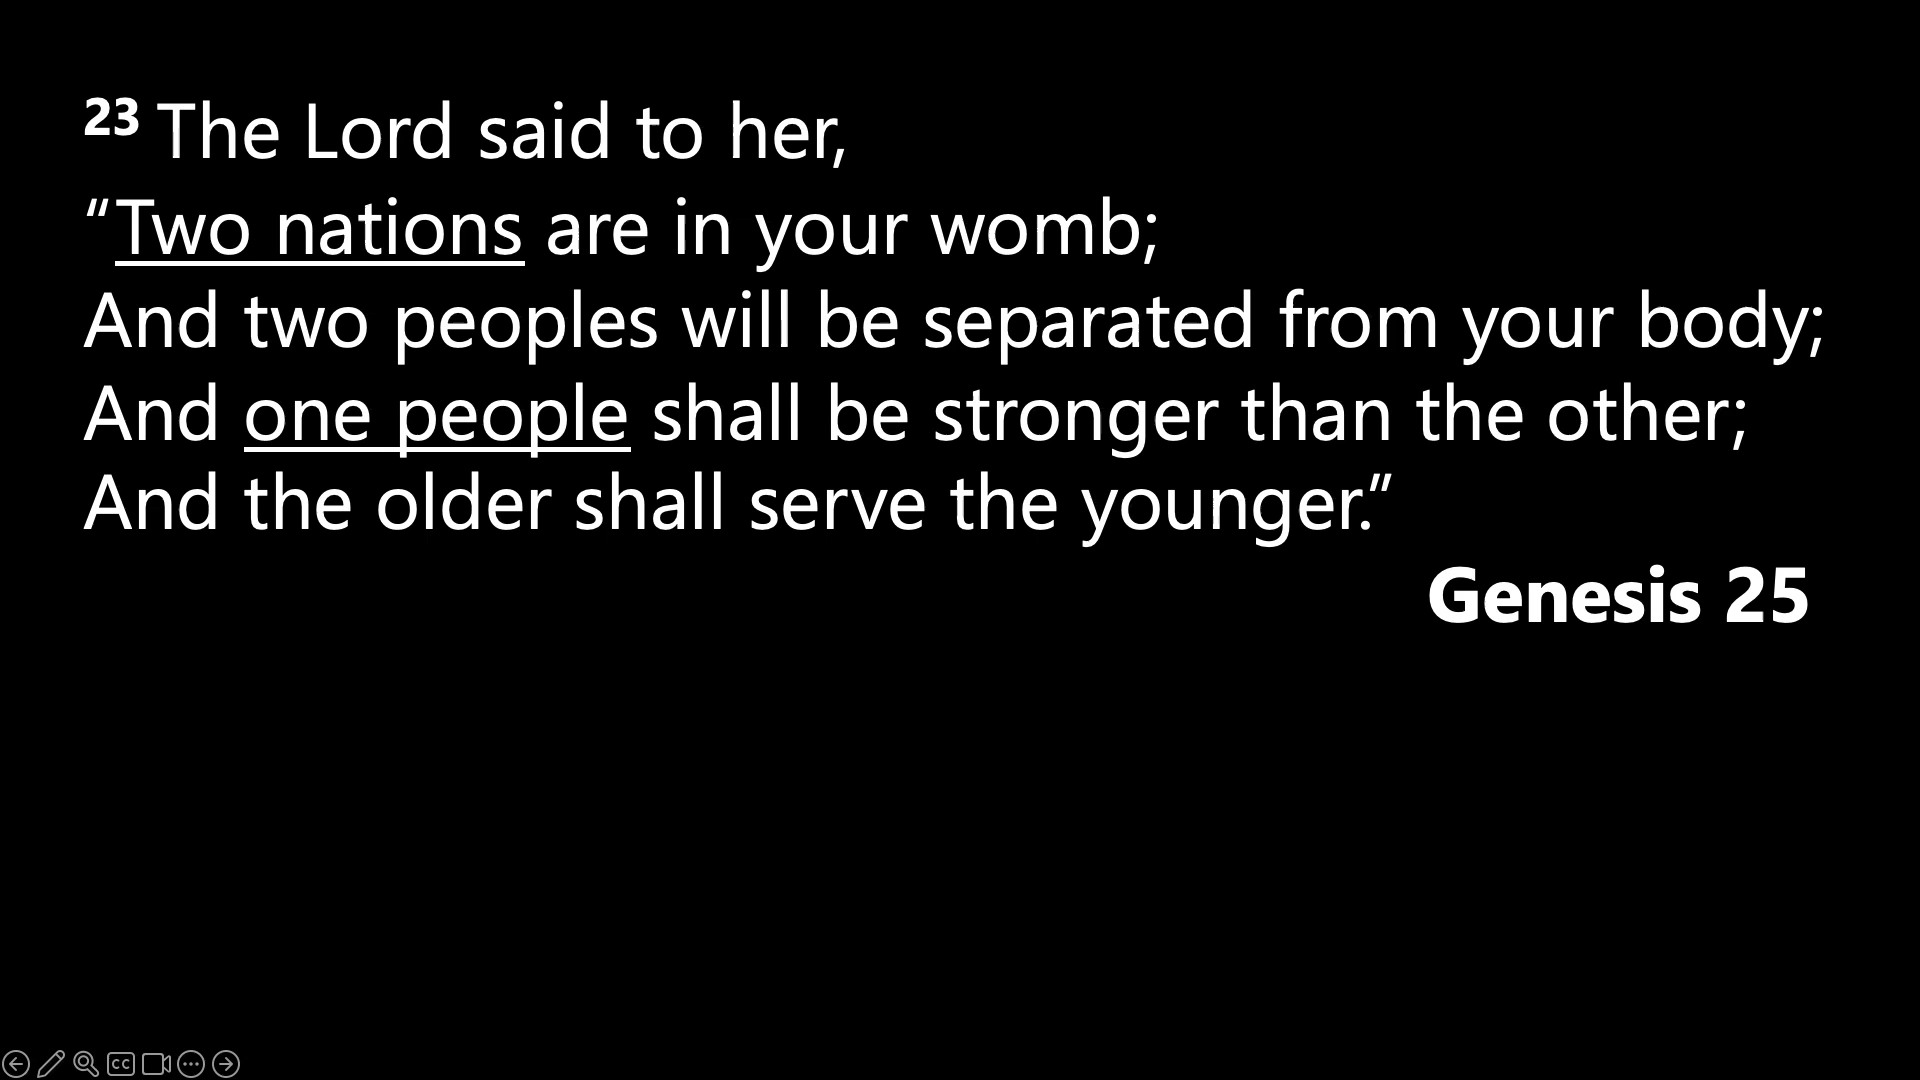 23 The Lord said to her,
“Two nations are in your womb;
And two peoples will be separated from your body;
And one people shall be stronger than the other;
And the older shall serve the younger.”
Genesis 25
CC